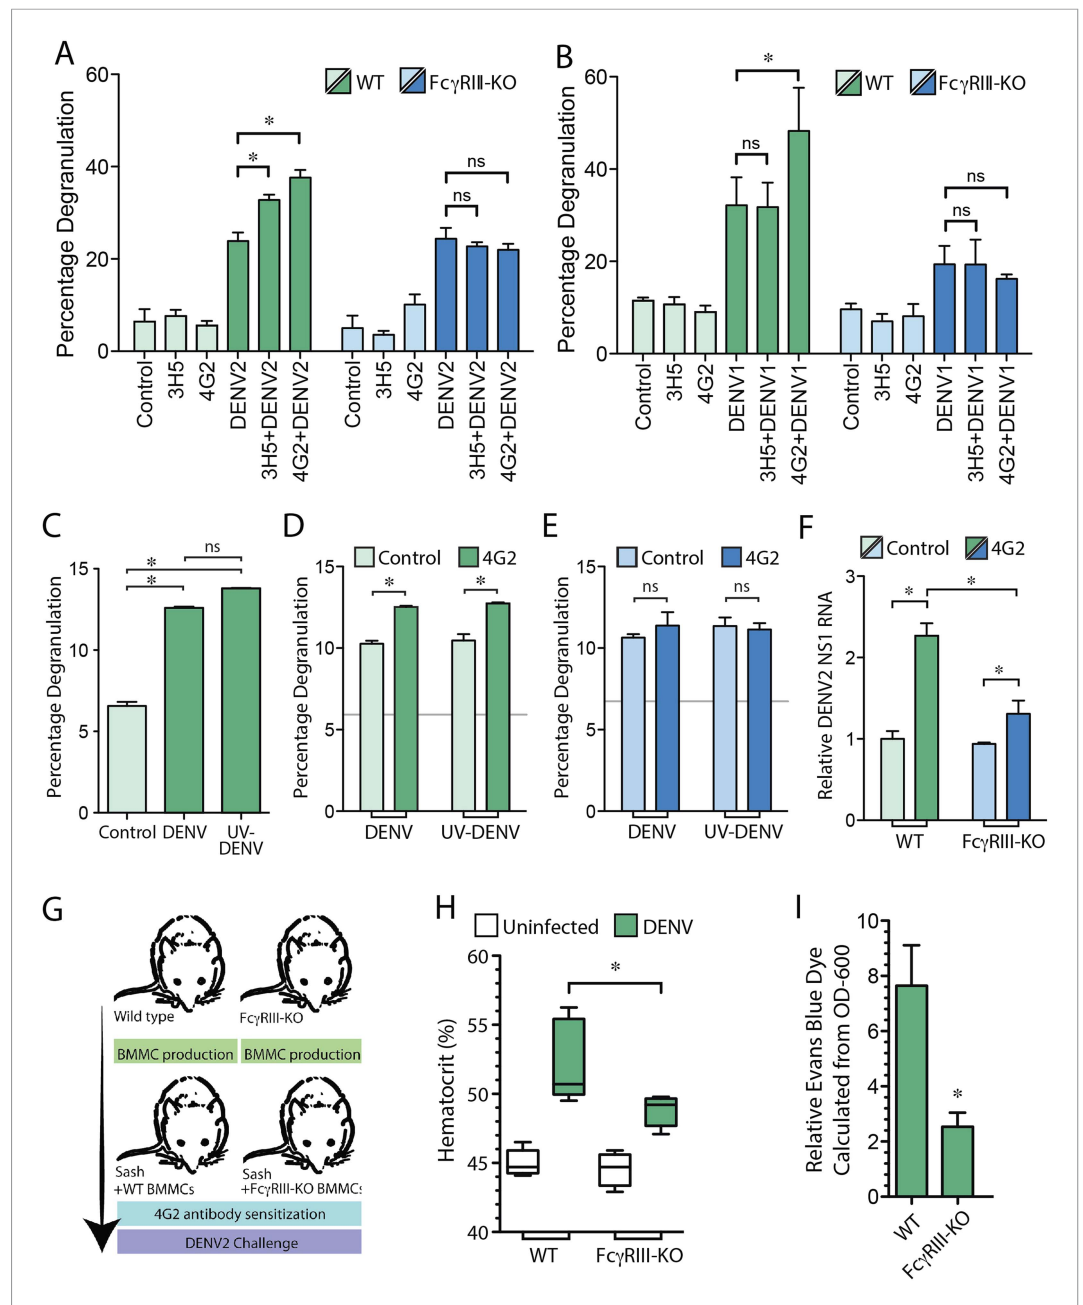 A
60
40
20
0
Percentage Degranulation
WT
FcγRIII-KO
*
*
ns
ns
Control
3H5
4G2
DENV2
3H5+DENV2
4G2+DENV2
Control
3H5
4G2
DENV2
3H5+DENV2
4G2+DENV2
B
60
40
20
0
Percentage Degranulation
WT
FcγRIII-KO
*
ns
ns
ns
Control
3H5
4G2
DENV1
3H5+DENV1
4G2+DENV1
Control
3H5
4G2
DENV1
3H5+DENV1
4G2+DENV1
C
15
10
5
0
Percentage Degranulation
ns
*
*
Control DENV UV-
DENV
D
Control 4G2
15
10
5
0
Percentage Degranulation
* *
DENV UV-DENV
E
Control 4G2
15
10
5
0
Percentage Degranulation
ns ns
DENV UV-DENV
F
Control 4G2
3
2
1
0
Relative DENV2 NS1 RNA
* *
*
WT FcγRIII-KO
G
Wild type FcγRIII-KO
BMMC production BMMC production
Sash Sash
+WT BMMCs +FcγRIII-KO BMMCs
4G2 antibody sensitization
DENV2 Challenge
H
Uninfected DENV
60
55
50
45
40
Hematocrit (%)
*
WT FcγRIII-KO
I
10
8
6
4
2
0
Relative Evans Blue Dye
Calculated from OD-600
*
WT
FcγRIII-KO